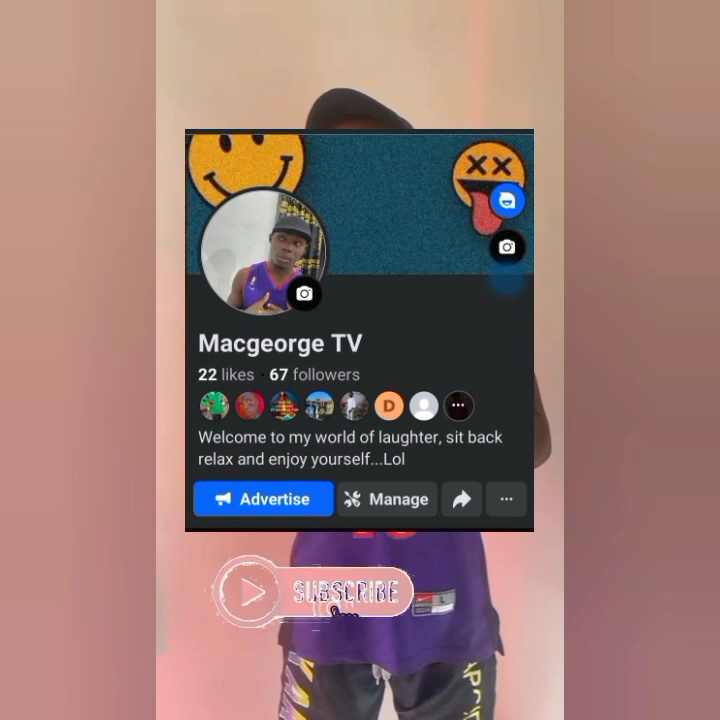 Macgeorge TV
22 likes · 67 followers
D
Welcome to my world of laughter, sit back
relax and enjoy yourself...Lol
Advertise
Manage
SUBSCRIBE
L